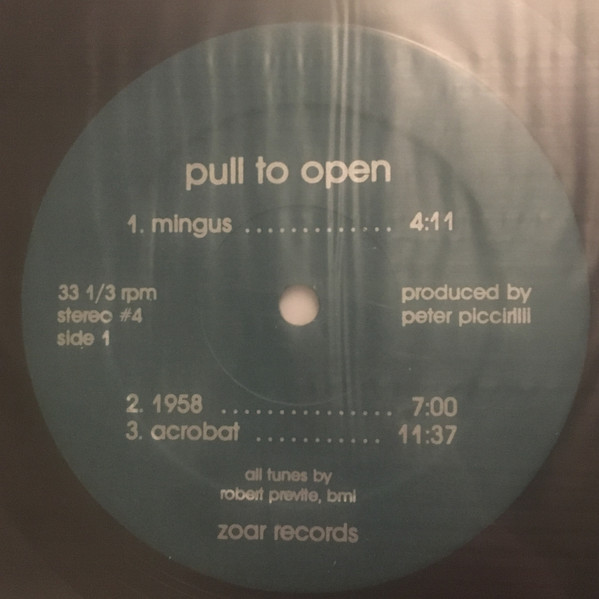 pull to open
1. mingus .............. 4:11
33 1/3 rpm
stereo #4
side 1
produced by
peter piccirilli
2. 1958 ................. 7:00
3. acrobat ............ 11:37
all tunes by
robert previte, bmi
zoar records